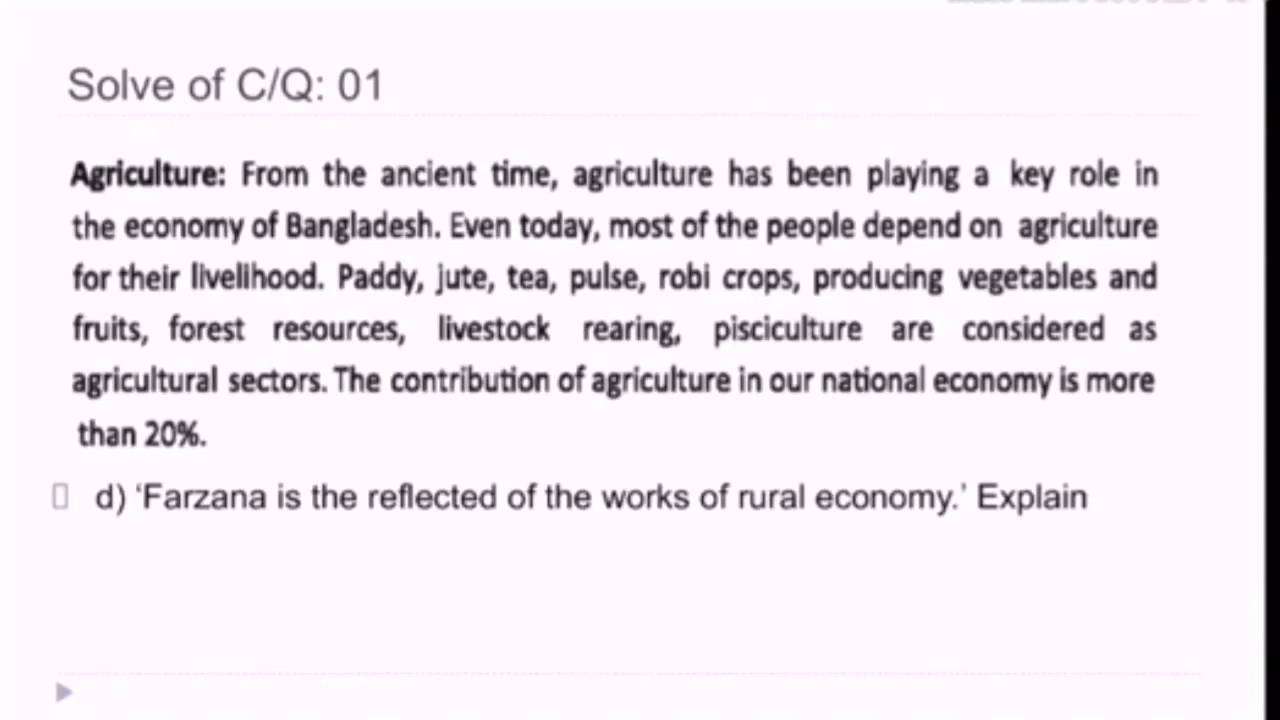 Solve of C/Q: 01
Agriculture: From the ancient time, agriculture has been playing a key role in
the economy of Bangladesh. Even today, most of the people depend on agriculture
for their livelihood. Paddy, jute, tea, pulse, robi crops, producing vegetables and
fruits, forest resources, livestock rearing, pisciculture are considered as
agricultural sectors. The contribution of agriculture in our national economy is more
than 20%.
d) ‘Farzana is the reflected of the works of rural economy.’ Explain